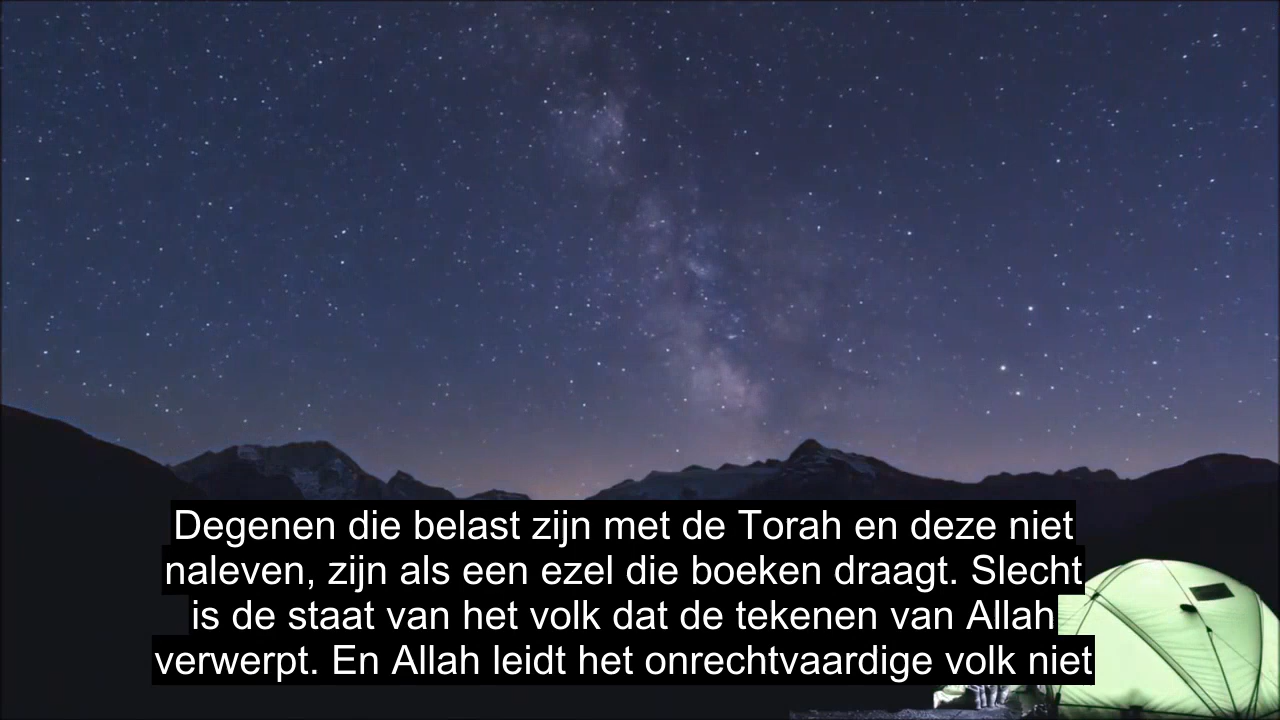 Degenen die belast zijn met de Torah en deze niet
naleven, zijn als een ezel die boeken draagt. Slecht
is de staat van het volk dat de tekenen van Allah
verwerpt. En Allah leidt het onrechtvaardige volk niet